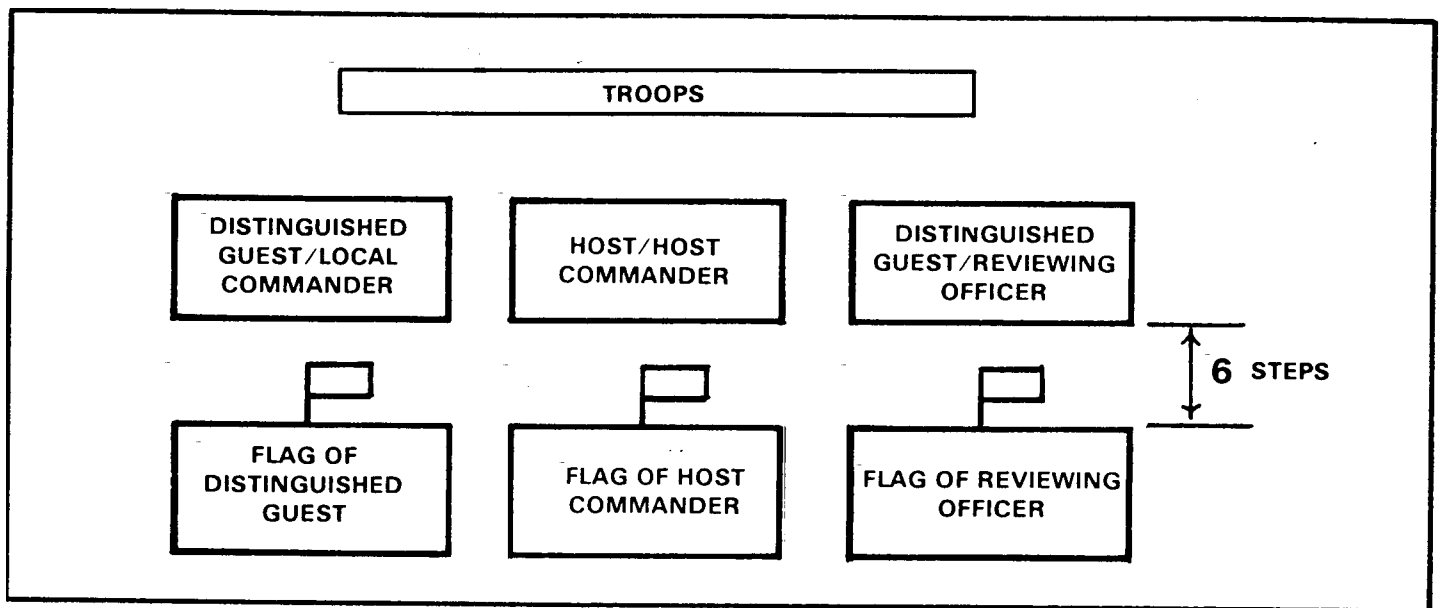 TROOPS
DISTINGUISHED
GUEST/LOCAL
COMMANDER
HOST/HOST
COMMANDER
DISTINGUISHED
GUEST/REVIEWING
OFFICER
6 STEPS
FLAG OF
DISTINGUISHED
GUEST
FLAG OF HOST
COMMANDER
FLAG OF REVIEWING
OFFICER